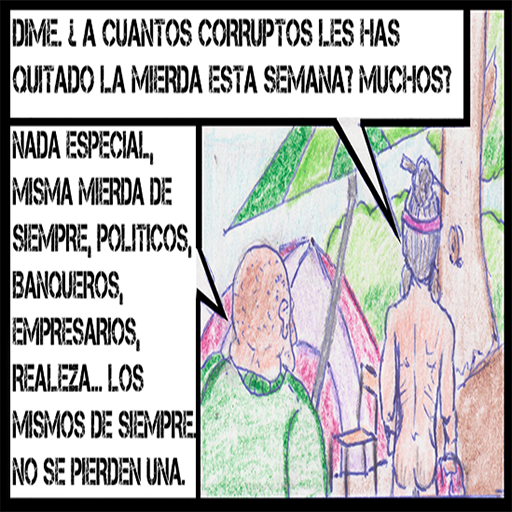 DIME. ¿ A CUANTOS CORRUPTOS LES HAS
QUITADO LA MIERDA ESTA SEMANA? MUCHOS?
NADA ESPECIAL,
MISMA MIERDA DE
SIEMPRE, POLITICOS,
BANQUEROS,
EMPRESARIOS,
REALEZA... LOS
MISMOS DE SIEMPRE.
NO SE PIERDEN UNA.